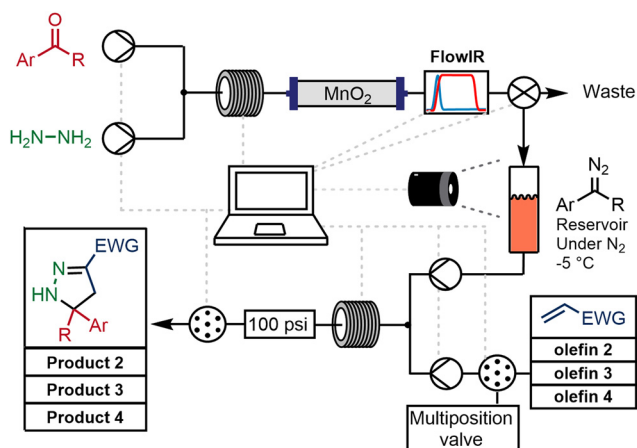 O
Ar R
H₂N–NH₂
MnO₂
FlowIR
Waste
N₂
Ar R
Reservoir
Under N₂
-5 °C
EWG
N
HN
R Ar
Product 2
Product 3
Product 4
100 psi
EWG
olefin 2
olefin 3
olefin 4
Multiposition
valve